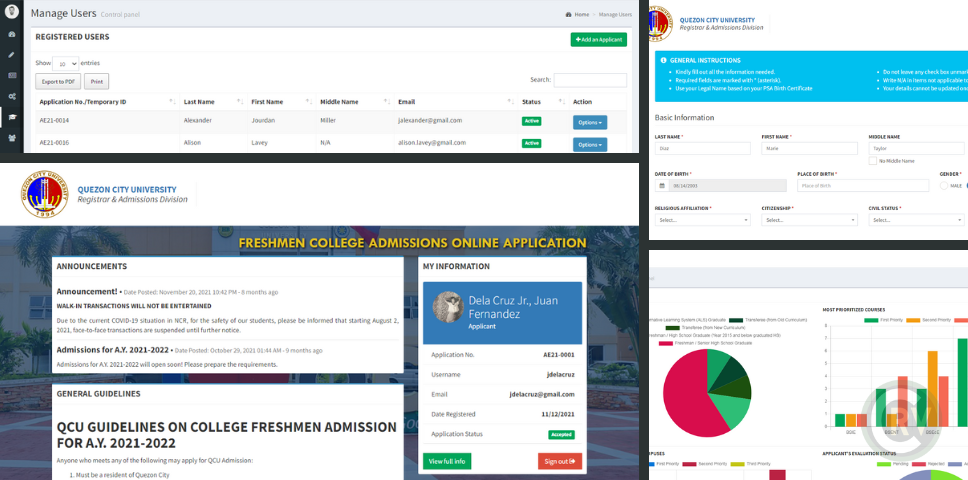 Manage Users Control panel
Home › Manage Users
REGISTERED USERS
+Add an Applicant
Show 10 entries
Export to PDF Print
Search:
Application No./Temporary ID Last Name First Name Middle Name Email Status Action
AE21-0014 Alexander Jourdan Miller jalexander@gmail.com Active Options
AE21-0016 Alison Lavey N/A alison.lavey@gmail.com Active Options
QUEZON CITY UNIVERSITY
Registrar & Admissions Division
GENERAL INSTRUCTIONS
Kindly fill out all the information needed.
Required Fields are marked with * (asterisk).
Use your Legal Name based on your PSA Birth Certificate
Do not leave any check box unmar
Write N/A in items not applicable to
Your details cannot be updated onc
Basic Information
LAST NAME * FIRST NAME * MIDDLE NAME
Diaz Marie Taylor
No Middle Name
DATE OF BIRTH * PLACE OF BIRTH * GENDER *
06/14/2003 Place of Birth MALE
RELIGIOUS AFFILIATION * CITIZENSHIP * CIVIL STATUS *
Select... Select... Select...
QUEZON CITY UNIVERSITY
Registrar & Admissions Division
1994
FRESHMEN COLLEGE ADMISSIONS ONLINE APPLICATION
ANNOUNCEMENTS
Announcement! • Date Posted: November 20, 2021 10:42 PM - 8 months ago
WALK-IN TRANSACTIONS WILL NOT BE ENTERTAINED
Due to the current COVID-19 situation in NCR, for the safety of our students, please be informed that starting August 2,
2021, face-to-face transactions are suspended until further notice.
Admissions for A.Y. 2021-2022 • Date Posted: October 29, 2021 01:44 AM - 9 months ago
Admissions for A.Y. 2021-2022 will open soon! Please prepare the requirements.
GENERAL GUIDELINES
QCU GUIDELINES ON COLLEGE FRESHMEN ADMISSION
FOR A.Y. 2021-2022
Anyone who meets any of the following may apply for QCU Admission:
1. Must be a resident of Quezon City
MY INFORMATION
Dela Cruz Jr., Juan
Fernandez
Applicant
Application No. AE21-0001
Username jdelacruz
Email jdelacruz@gmail.com
Date Registered 11/12/2021
Application Status Accepted
View full info Sign out
rnative Learning System (ALS) Graduate Transferee (from Old Curriculum)
Transferee (from New Curriculum)
Freshman / High School Graduate (Year 2015 and below graduated HS)
Freshman / Senior High School Graduate
MOST PRIORITIZED COURSES
First Priority Second Priority
8
7
6
5
4
3
2
1
0
PUSES
First Priority Second Priority Third Priority
APPLICANT'S EVALUATION STATUS
Pending Rejected